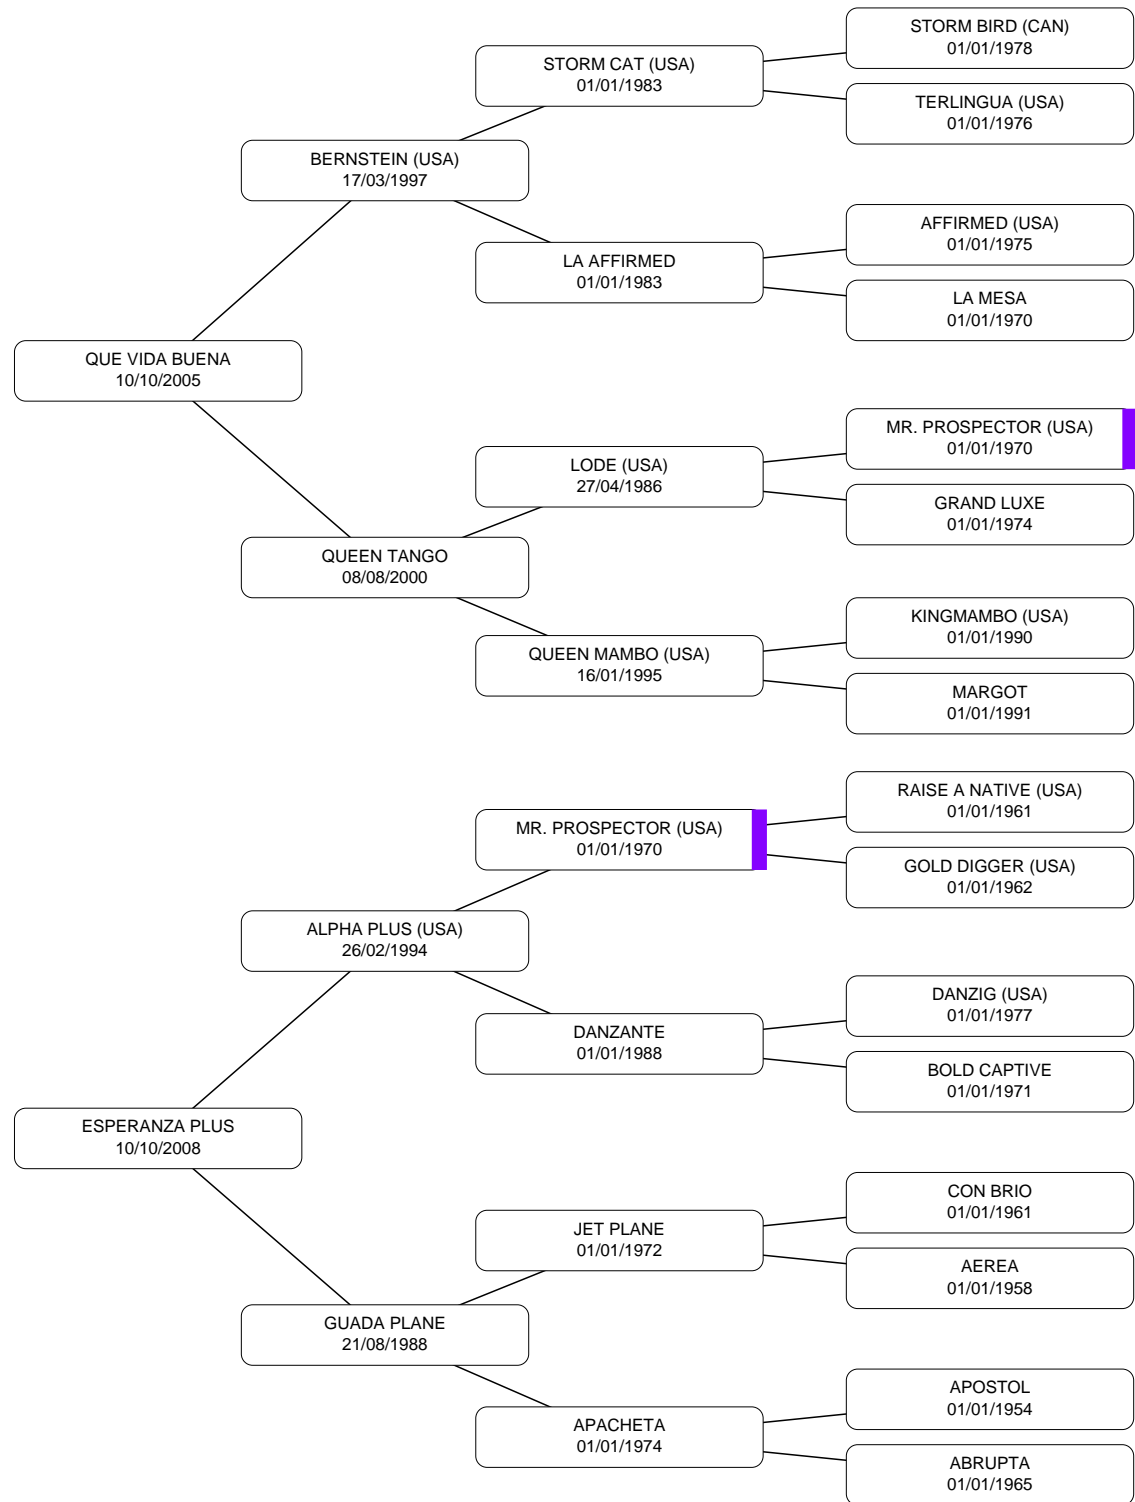 STORM BIRD (CAN)
01/01/1978
STORM CAT (USA)
01/01/1983
TERLINGUA (USA)
01/01/1976
BERNSTEIN (USA)
17/03/1997
AFFIRMED (USA)
01/01/1975
LA AFFIRMED
01/01/1983
LA MESA
01/01/1970
QUE VIDA BUENA
10/10/2005
MR. PROSPECTOR (USA)
01/01/1970
LODE (USA)
27/04/1986
GRAND LUXE
01/01/1974
QUEEN TANGO
08/08/2000
KINGMAMBO (USA)
01/01/1990
QUEEN MAMBO (USA)
16/01/1995
MARGOT
01/01/1991
RAISE A NATIVE (USA)
01/01/1961
MR. PROSPECTOR (USA)
01/01/1970
GOLD DIGGER (USA)
01/01/1962
ALPHA PLUS (USA)
26/02/1994
DANZIG (USA)
01/01/1977
DANZANTE
01/01/1988
BOLD CAPTIVE
01/01/1971
ESPERANZA PLUS
10/10/2008
CON BRIO
01/01/1961
JET PLANE
01/01/1972
AEREA
01/01/1958
GUADA PLANE
21/08/1988
APOSTOL
01/01/1954
APACHETA
01/01/1974
ABRUPTA
01/01/1965